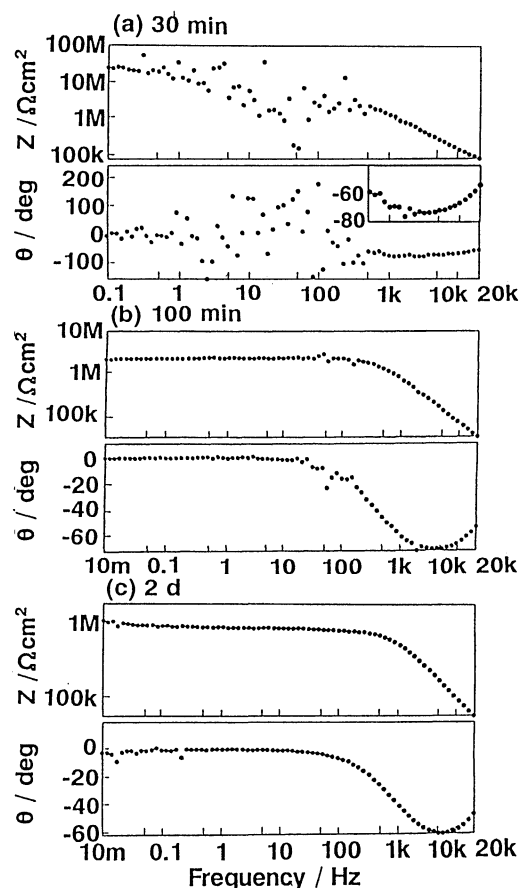 (a) 30 min
100M
10M
1M
100k
Z /Ωcm²
200
100
0
-100
θ / deg
-60
-80
0.1 1 10 100 1k 10k 20k
(b) 100 min
10M
1M
100k
Z /Ωcm²
0
-20
-40
-60
θ / deg
10m 0.1 1 10 100 1k 10k 20k
(c) 2 d
1M
100k
Z /Ωcm²
0
-20
-40
-60
θ / deg
10m 0.1 1 10 100 1k 10k 20k
Frequency / Hz